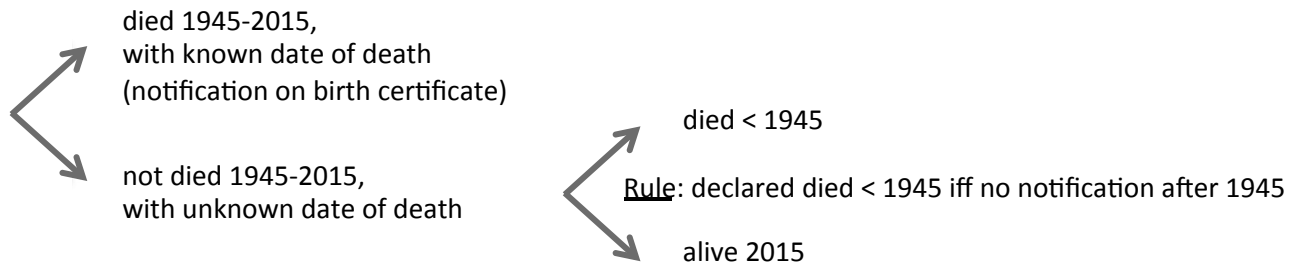 died 1945-2015,
with known date of death
(notification on birth certificate)
not died 1945-2015,
with unknown date of death
died < 1945
Rule: declared died < 1945 iff no notification after 1945
alive 2015